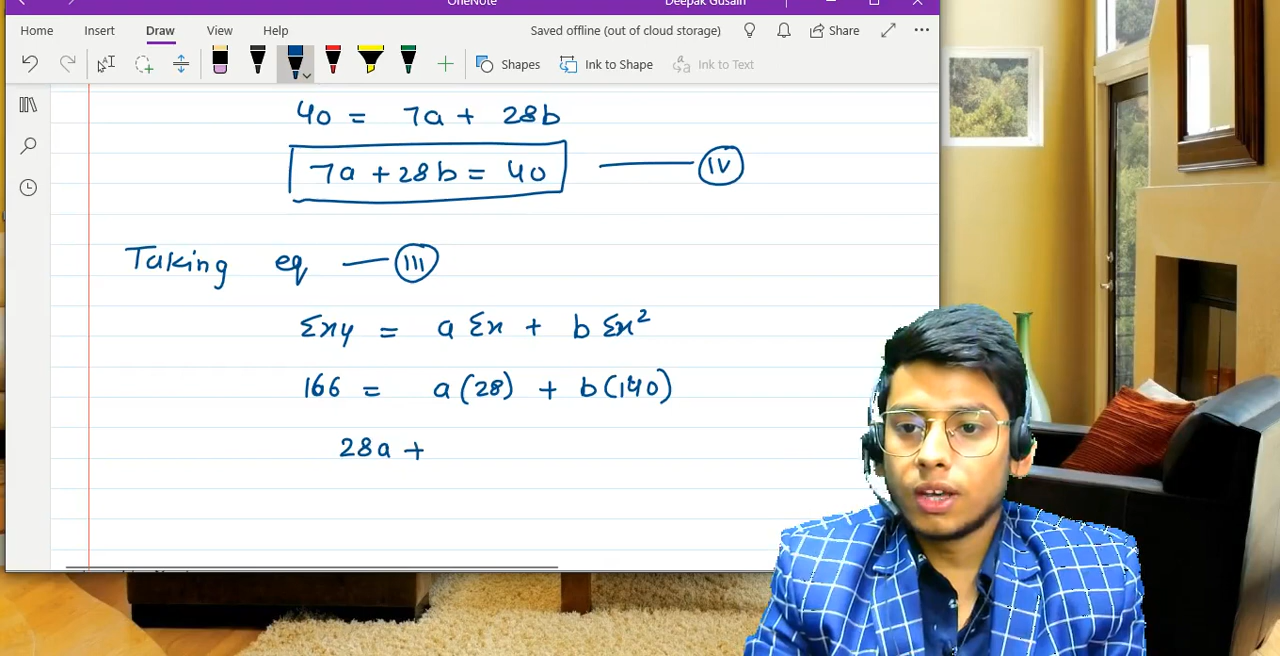 OneNote
Deepak Gusain
Home Insert Draw View Help Saved offline (out of cloud storage) Share
Shapes Ink to Shape Ink to Text
40 = 7a + 28b
7a + 28b = 40 — IV
Taking eq — III
Σxy = a Σx + b Σx²
166 = a(28) + b(140)
28a +